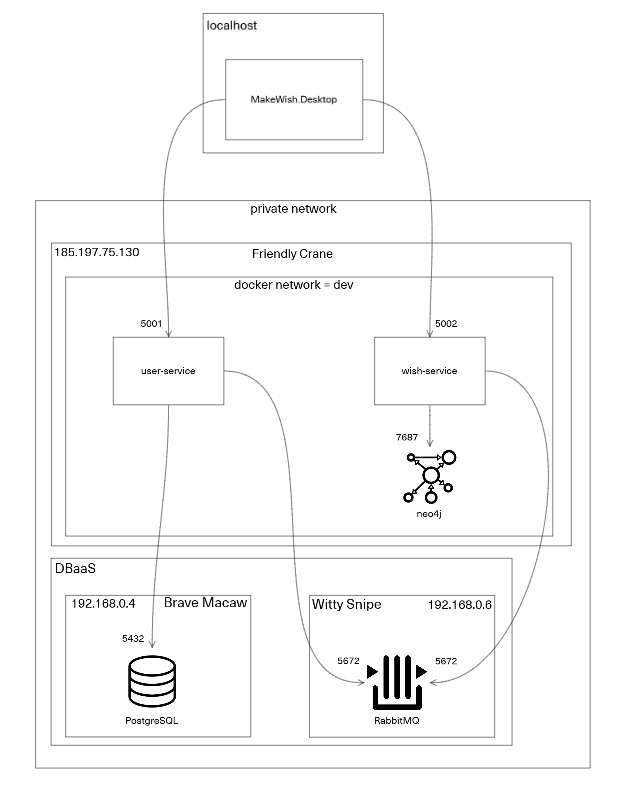 localhost
MakeWish.Desktop
private network
185.197.75.130
Friendly Crane
docker network = dev
5001
5002
user-service
wish-service
7687
neo4j
DBaaS
192.168.0.4
Brave Macaw
Witty Snipe
192.168.0.6
5432
5672
5672
PostgreSQL
RabbitMQ